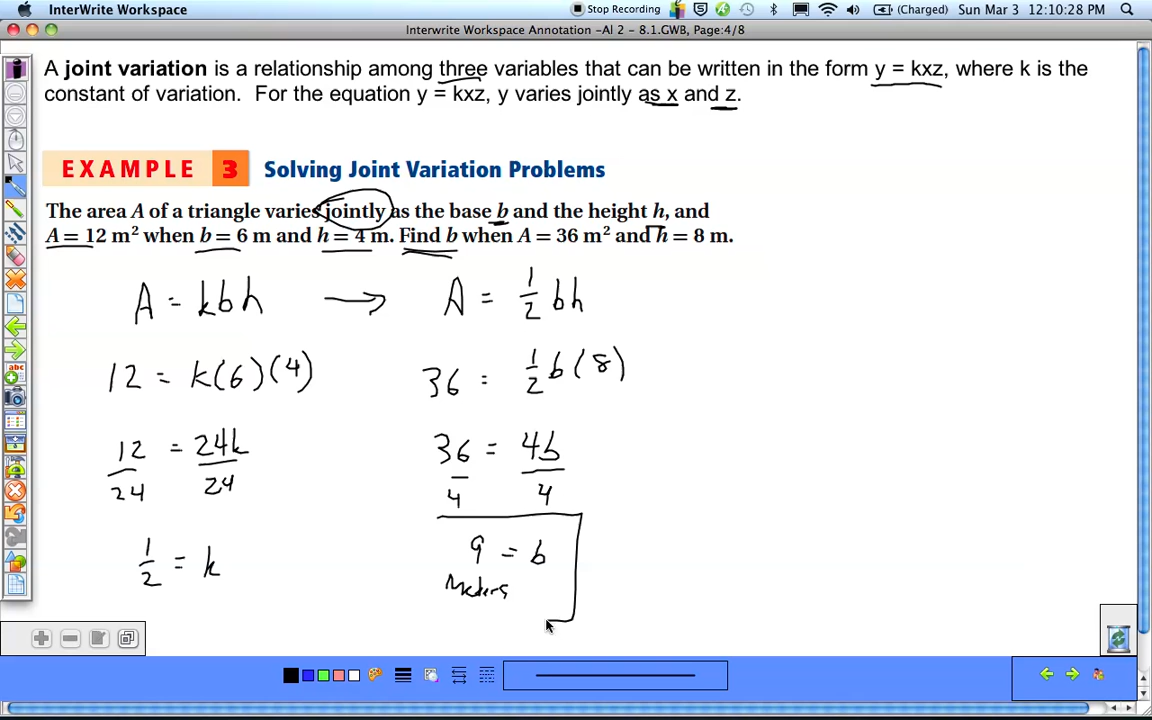 InterWrite Workspace
Stop Recording
(Charged)
Sun Mar 3 12:10:28 PM
Interwrite Workspace Annotation -Al 2 - 8.1.GWB, Page:4/8
A joint variation is a relationship among three variables that can be written in the form y = kxz, where k is the
constant of variation. For the equation y = kxz, y varies jointly as x and z.
EXAMPLE 3 Solving Joint Variation Problems
The area A of a triangle varies jointly as the base b and the height h, and
A = 12 m² when b = 6 m and h = 4 m. Find b when A = 36 m² and h = 8 m.
A = kbh → A = 1/2 bh
12 = k(6)(4) 36 = 1/2 b(8)
12/24 = 24k/24 36/4 = 4b/4
1/2 = k 9 = b
Meters
abc